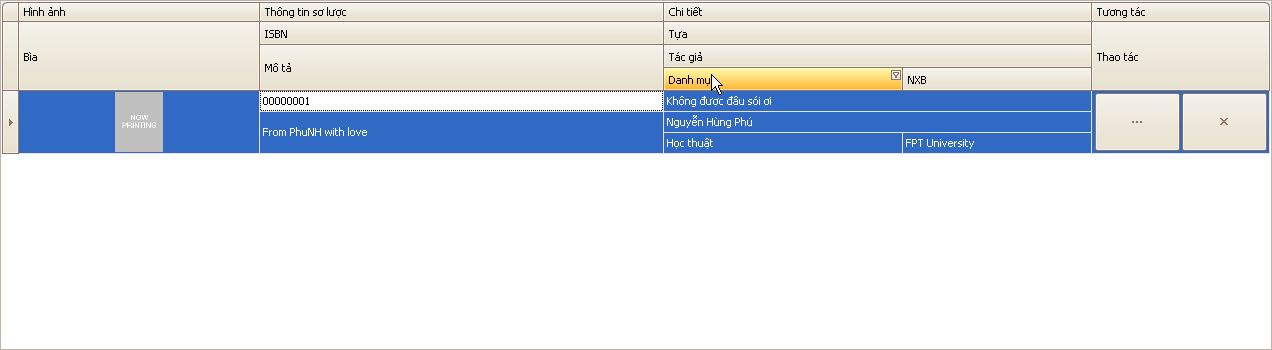 Hình ảnh
Thông tin sơ lược
Chi tiết
Tương tác
Bìa
ISBN
Mô tả
Tựa
Tác giả
Danh mụ
NXB
Thao tác
NOW
PRINTING
00000001
From PhuNH with love
Không được đâu sói ơi
Nguyễn Hùng Phú
Học thuật
FPT University
...
×